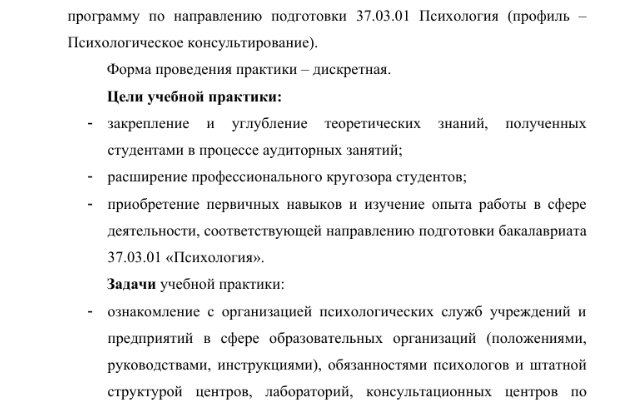 программу по направлению подготовки 37.03.01 Психология (профиль –
Психологическое консультирование).
Форма проведения практики – дискретная.
Цели учебной практики:
- закрепление и углубление теоретических знаний, полученных
студентами в процессе аудиторных занятий;
- расширение профессионального кругозора студентов;
- приобретение первичных навыков и изучение опыта работы в сфере
деятельности, соответствующей направлению подготовки бакалавриата
37.03.01 «Психология».
Задачи учебной практики:
- ознакомление с организацией психологических служб учреждений и
предприятий в сфере образовательных организаций (положениями,
руководствами, инструкциями), обязанностями психологов и штатной
структурой центров, лабораторий, консультационных центров по